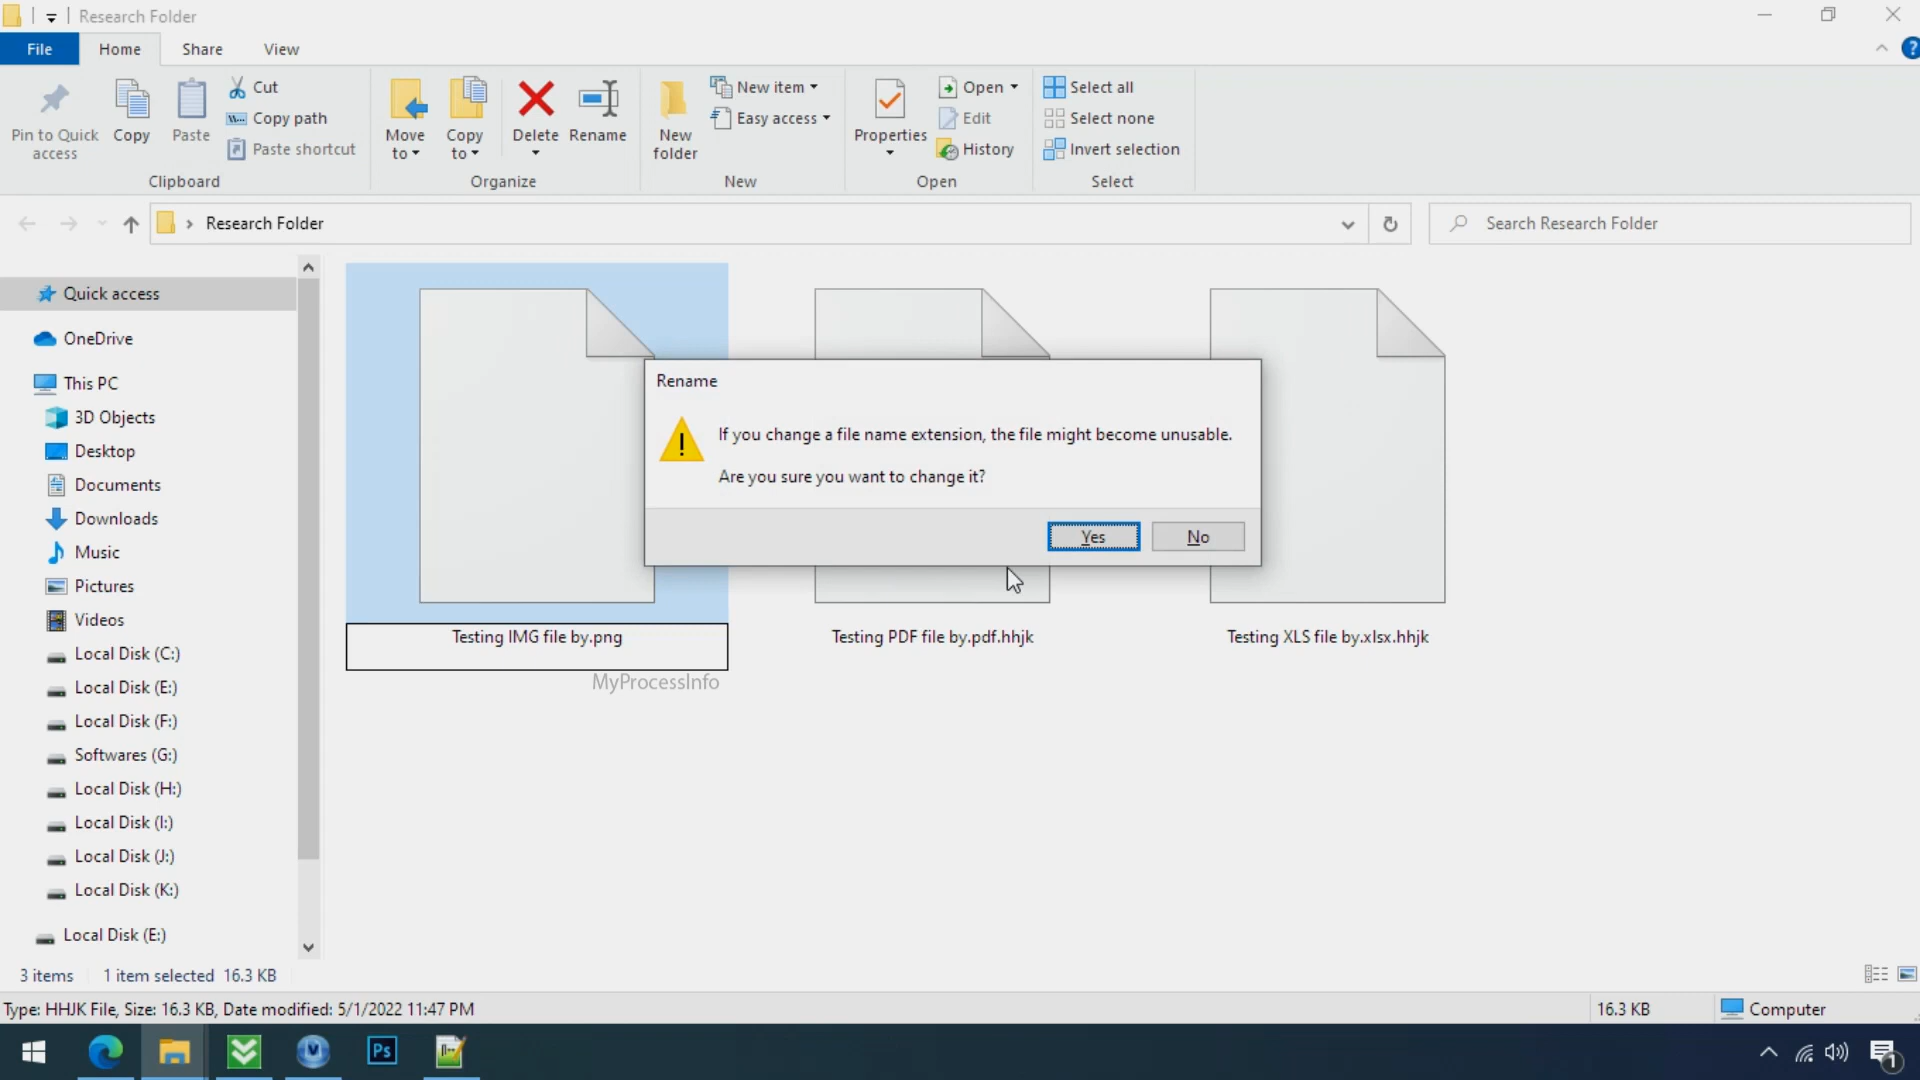 Research Folder
File Home Share View
Pin to Quick access
Copy
Paste
Cut
Copy path
Paste shortcut
Clipboard
Move to
Copy to
Delete
Rename
Organize
New folder
New item
Easy access
New
Properties
Open
Edit
History
Open
Select all
Select none
Invert selection
Select
Research Folder
Search Research Folder
Quick access
OneDrive
This PC
3D Objects
Desktop
Documents
Downloads
Music
Pictures
Videos
Local Disk (C:)
Local Disk (E:)
Local Disk (F:)
Softwares (G:)
Local Disk (H:)
Local Disk (I:)
Local Disk (J:)
Local Disk (K:)
Local Disk (E:)
Rename
If you change a file name extension, the file might become unusable.
Are you sure you want to change it?
Yes No
Testing IMG file by.png
Testing PDF file by.pdf.hhjk
Testing XLS file by.xlsx.hhjk
MyProcessInfo
3 items 1 item selected 16.3 KB
Type: HHJK File, Size: 16.3 KB, Date modified: 5/1/2022 11:47 PM
16.3 KB
Computer
Ps
1